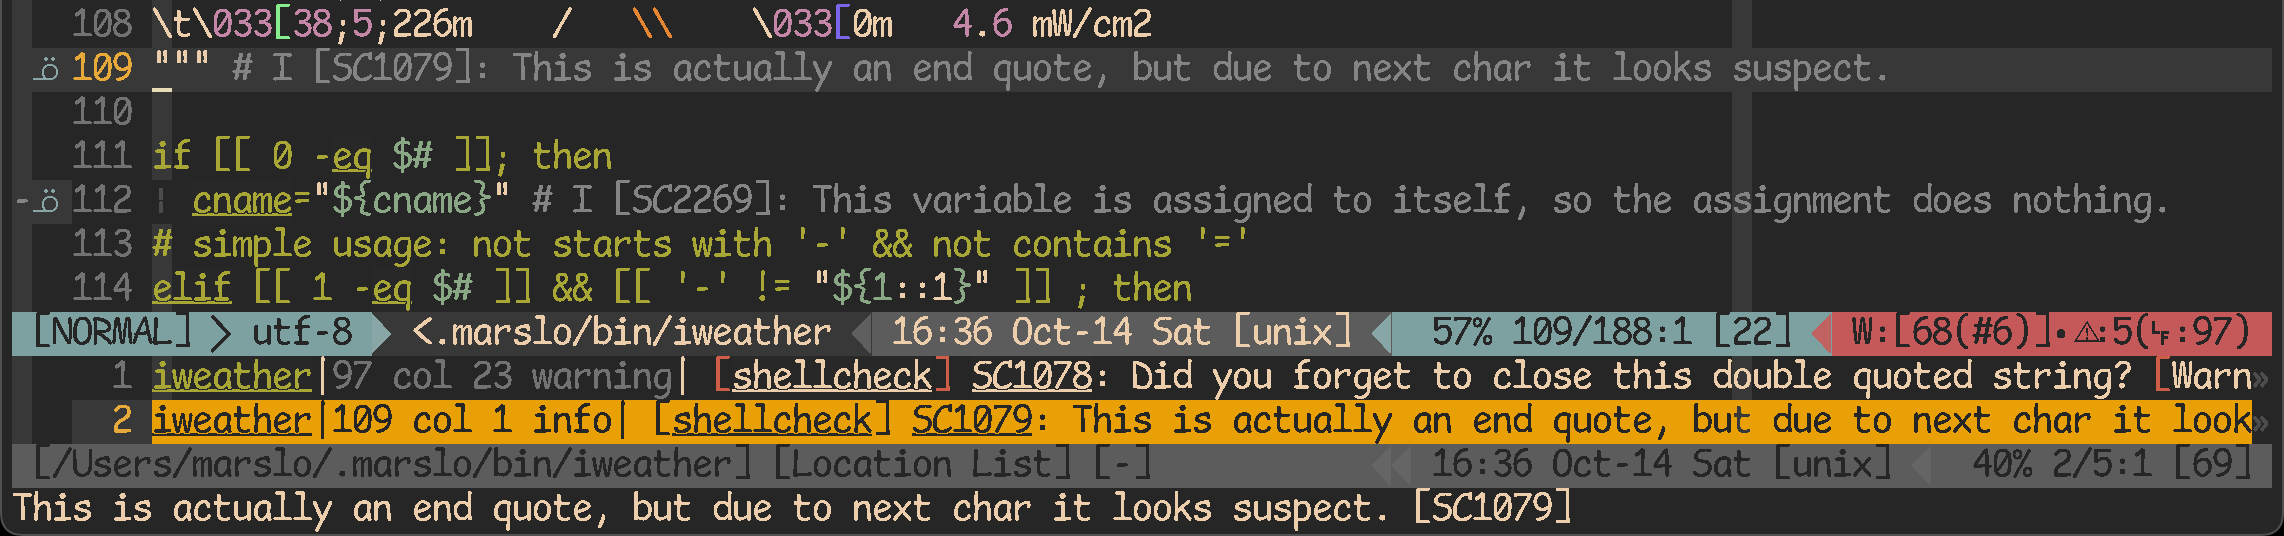 108 \t\033[38;5;226m    /   \\    \033[0m   4.6 mW/cm2
109 """ # I [SC1079]: This is actually an end quote, but due to next char it looks suspect.
110
111 if [[ 0 -eq $# ]]; then
112 ¦ cname="${cname}" # I [SC2269]: This variable is assigned to itself, so the assignment does nothing.
113 # simple usage: not starts with '-' && not contains '='
114 elif [[ 1 -eq $# ]] && [[ '-' != "${1::1}" ]] ; then
[NORMAL] > utf-8 <.marslo/bin/iweather 16:36 Oct-14 Sat [unix] 57% 109/188:1 [22] W:[68(#6)]•⚠:5(␊:97)
1 iweather|97 col 23 warning| [shellcheck] SC1078: Did you forget to close this double quoted string? [Warn»
2 iweather|109 col 1 info| [shellcheck] SC1079: This is actually an end quote, but due to next char it look»
[/Users/marslo/.marslo/bin/iweather] [Location List] [-] 16:36 Oct-14 Sat [unix] 40% 2/5:1 [69]
This is actually an end quote, but due to next char it looks suspect. [SC1079]